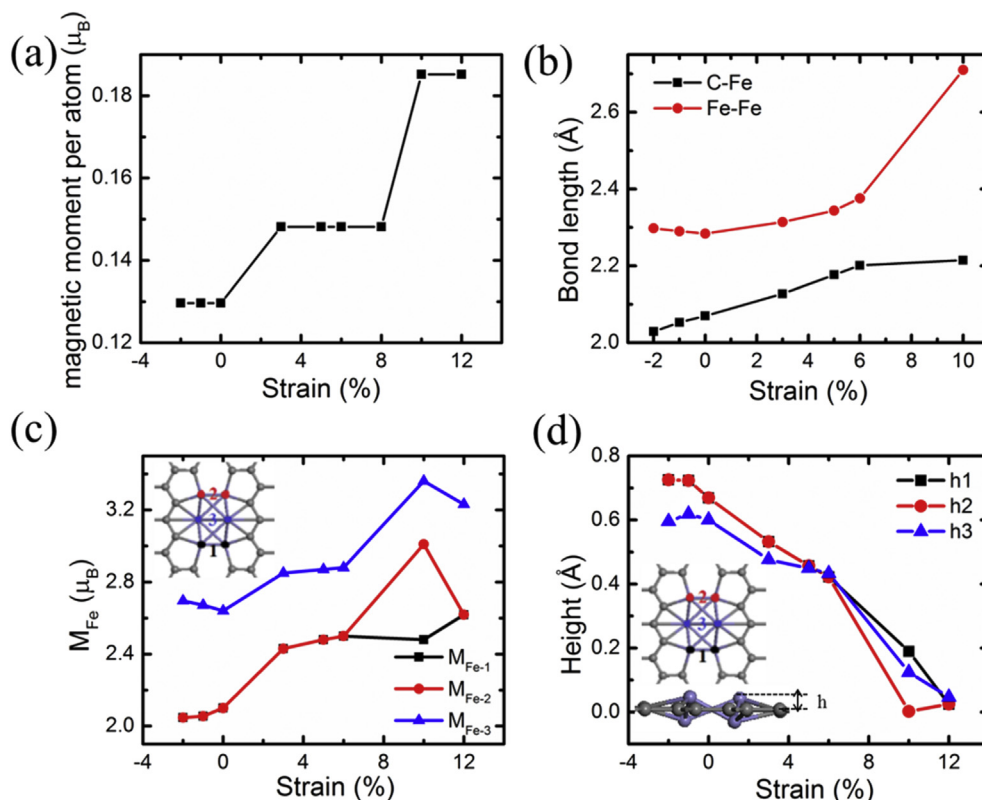 (a)
magnetic moment per atom (μB)
0.18
0.16
0.14
0.12
-4 0 4 8 12
Strain (%)
(b)
Bond length (Å)
C-Fe
Fe-Fe
2.6
2.4
2.2
2.0
-2 0 2 4 6 8 10
Strain (%)
(c)
MFe (μB)
3.2
2.8
2.4
2.0
2
3
1
MFe-1
MFe-2
MFe-3
-4 0 4 8 12
Strain (%)
(d)
Height (Å)
0.8
0.6
0.4
0.2
0.0
h1
h2
h3
2
3
1
h
-4 0 4 8 12
Strain (%)